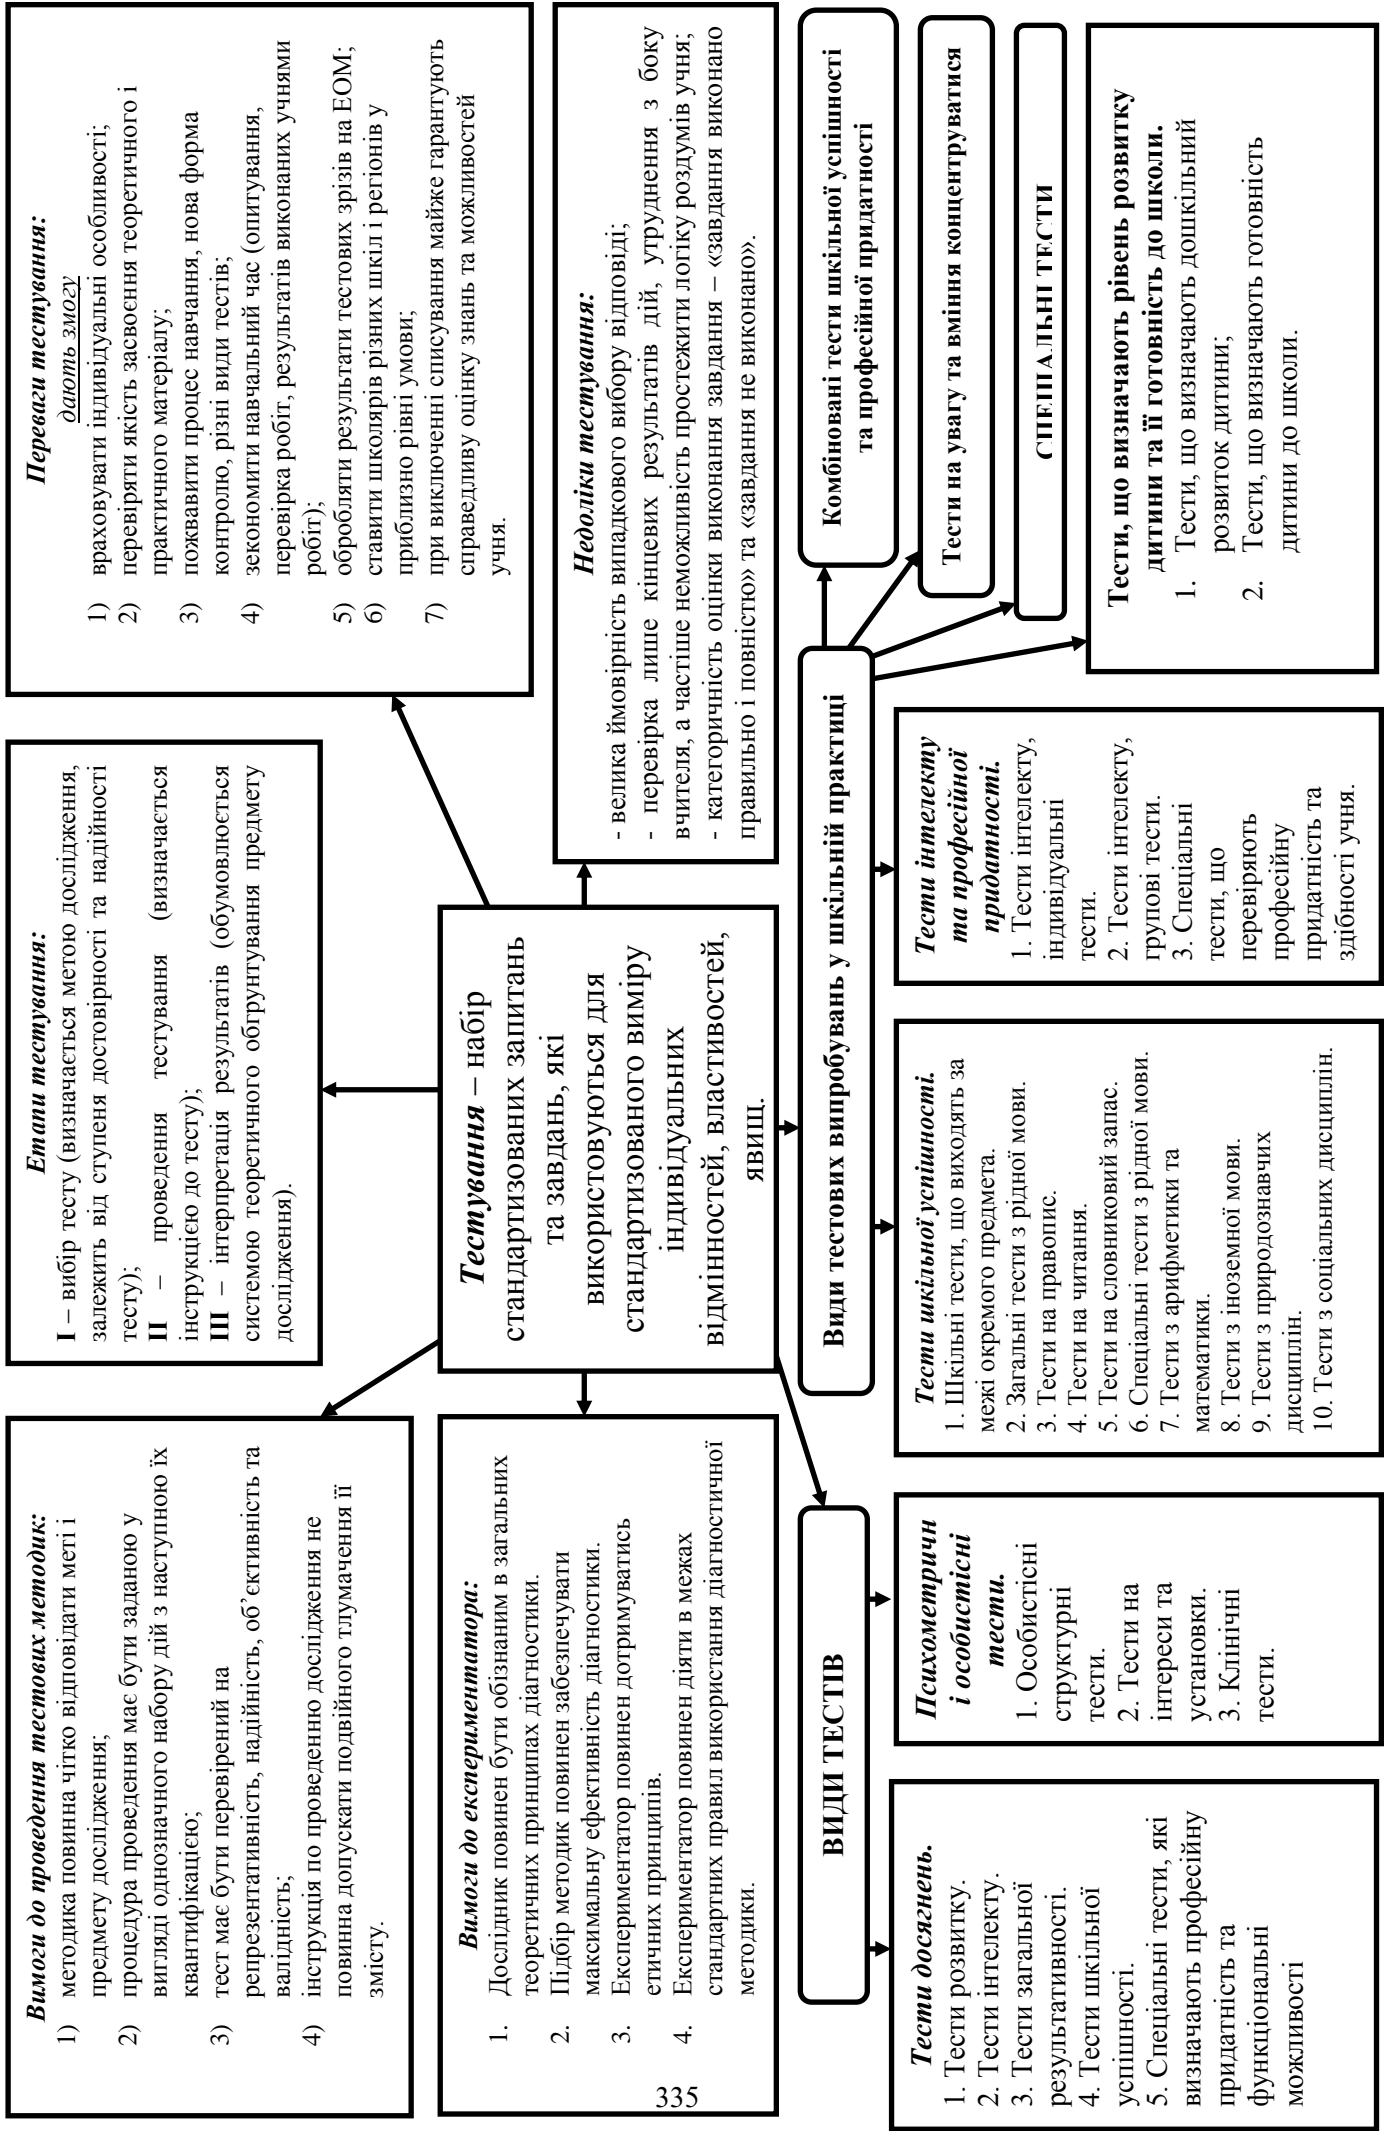 Вимоги до проведення тестових методик:
1) методика повинна чітко відповідати меті і
предмету дослідження;
2) процедура проведення має бути заданою у
вигляді однозначного набору дій з наступною їх
квантифікацією;
3) тест має бути перевірений на
репрезентативність, надійність, об'єктивність та
валідність;
4) інструкція по проведенню дослідження не
повинна допускати подвійного тлумачення її
змісту.
Етапи тестування:
I – вибір тесту (визначається метою дослідження,
залежить від ступеня достовірності та надійності
тесту);
II – проведення тестування (визначається
інструкцією до тесту);
III – інтерпретація результатів (обумовлюється
системою теоретичного обґрунтування предмету
дослідження).
Переваги тестування:
дають змогу
1) враховувати індивідуальні особливості;
2) перевіряти якість засвоєння теоретичного і
практичного матеріалу;
3) пожвавити процес навчання, нова форма
контролю, різні види тестів;
4) зекономити навчальний час (опитування,
перевірка робіт, результатів виконаних учнями
робіт);
5) обробляти результати тестових зрізів на ЕОМ;
6) ставити школярів різних шкіл і регіонів у
приблизно рівні умови;
7) при виключенні списування майже гарантують
справедливу оцінку знань та можливостей
учня.
Вимоги до експериментатора:
1. Дослідник повинен бути обізнаним в загальних
теоретичних принципах діагностики.
2. Підбір методик повинен забезпечувати
максимальну ефективність діагностики.
3. Експериментатор повинен дотримуватись
етичних принципів.
4. Експериментатор повинен діяти в межах
стандартних правил використання діагностичної
методики.
Тестування – набір
стандартизованих запитань
та завдань, які
використовуються для
стандартизованого виміру
індивідуальних
відмінностей, властивостей,
явищ.
Недоліки тестування:
- велика ймовірність випадкового вибору відповіді;
- перевірка лише кінцевих результатів дій, утруднення з боку
вчителя, а частіше неможливість простежити логіку роздумів учня;
- категоричність оцінки виконання завдання – «завдання виконано
правильно і повністю» та «завдання не виконано».
ВИДИ ТЕСТІВ
Види тестових випробувань у шкільній практиці
Комбіновані тести шкільної успішності
та професійної придатності
Тести на увагу та вміння концентруватися
СПЕЦІАЛЬНІ ТЕСТИ
Тести, що визначають рівень розвитку
дитини та її готовність до школи.
1. Тести, що визначають дошкільний
розвиток дитини;
2. Тести, що визначають готовність
дитини до школи.
Тести досягнень.
1. Тести розвитку.
2. Тести інтелекту.
3. Тести загальної
результативності.
4. Тести шкільної
успішності.
5. Спеціальні тести, які
визначають професійну
придатність та
функціональні
можливості
Психометричн
і особистісні
тести.
1. Особистісні
структурні
тести.
2. Тести на
інтереси та
установки.
3. Клінічні
тести.
Тести шкільної успішності.
1. Шкільні тести, що виходять за
межі окремого предмета.
2. Загальні тести з рідної мови.
3. Тести на правопис.
4. Тести на читання.
5. Тести на словниковий запас.
6. Спеціальні тести з рідної мови.
7. Тести з арифметики та
математики.
8. Тести з іноземної мови.
9. Тести з природознавчих
дисциплін.
10. Тести з соціальних дисциплін.
Тести інтелекту
та професійної
придатності.
1. Тести інтелекту,
індивідуальні
тести.
2. Тести інтелекту,
групові тести.
3. Спеціальні
тести, що
перевіряють
професійну
придатність та
здібності учня.
335